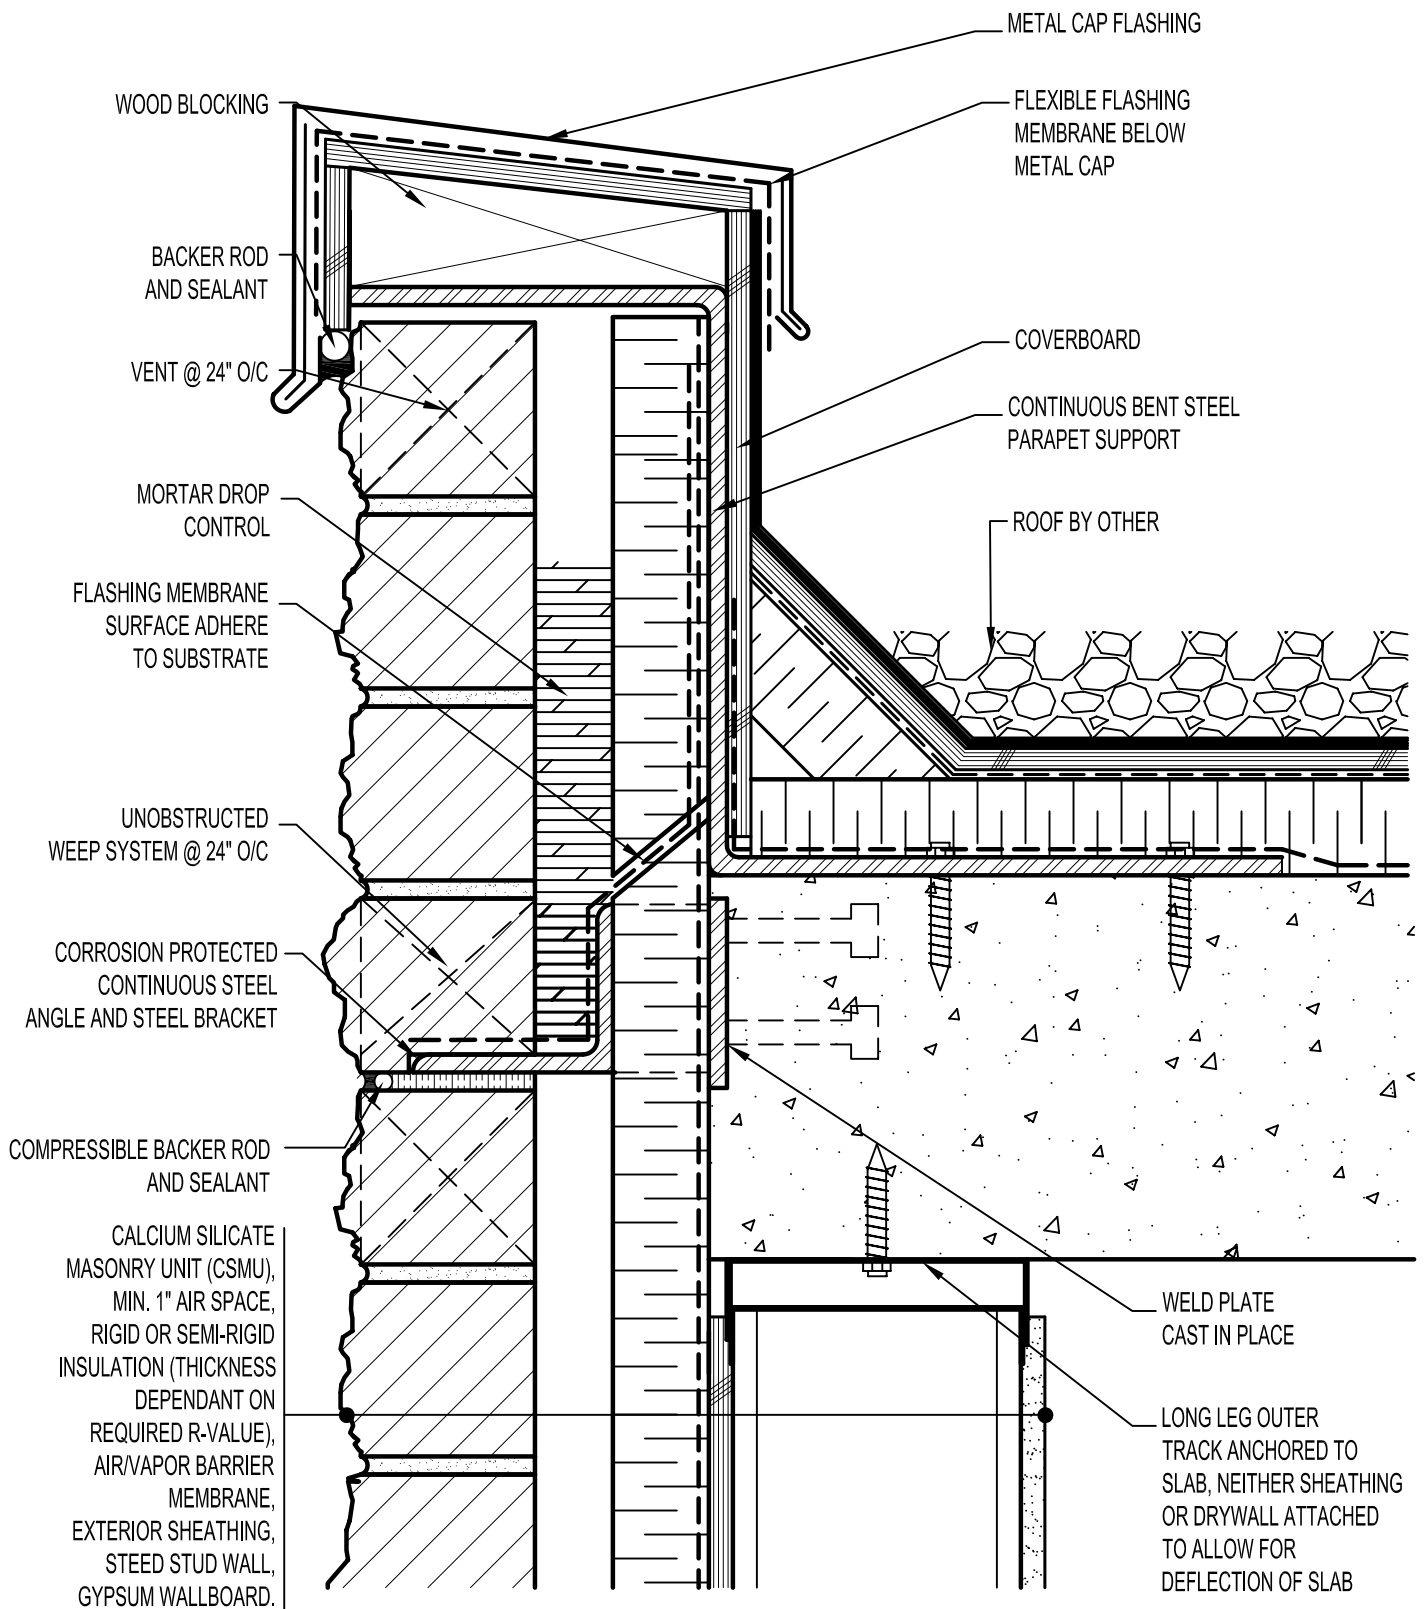 METAL CAP FLASHING
WOOD BLOCKING
FLEXIBLE FLASHING
MEMBRANE BELOW
METAL CAP
BACKER ROD
AND SEALANT
VENT @ 24" O/C
COVERBOARD
CONTINUOUS BENT STEEL
PARAPET SUPPORT
MORTAR DROP
CONTROL
ROOF BY OTHER
FLASHING MEMBRANE
SURFACE ADHERE
TO SUBSTRATE
UNOBSTRUCTED
WEEP SYSTEM @ 24" O/C
CORROSION PROTECTED
CONTINUOUS STEEL
ANGLE AND STEEL BRACKET
COMPRESSIBLE BACKER ROD
AND SEALANT
CALCIUM SILICATE
MASONRY UNIT (CSMU),
MIN. 1" AIR SPACE,
RIGID OR SEMI-RIGID
INSULATION (THICKNESS
DEPENDANT ON
REQUIRED R-VALUE),
AIR/VAPOR BARRIER
MEMBRANE,
EXTERIOR SHEATHING,
STEED STUD WALL,
GYPSUM WALLBOARD.
WELD PLATE
CAST IN PLACE
LONG LEG OUTER
TRACK ANCHORED TO
SLAB, NEITHER SHEATHING
OR DRYWALL ATTACHED
TO ALLOW FOR
DEFLECTION OF SLAB